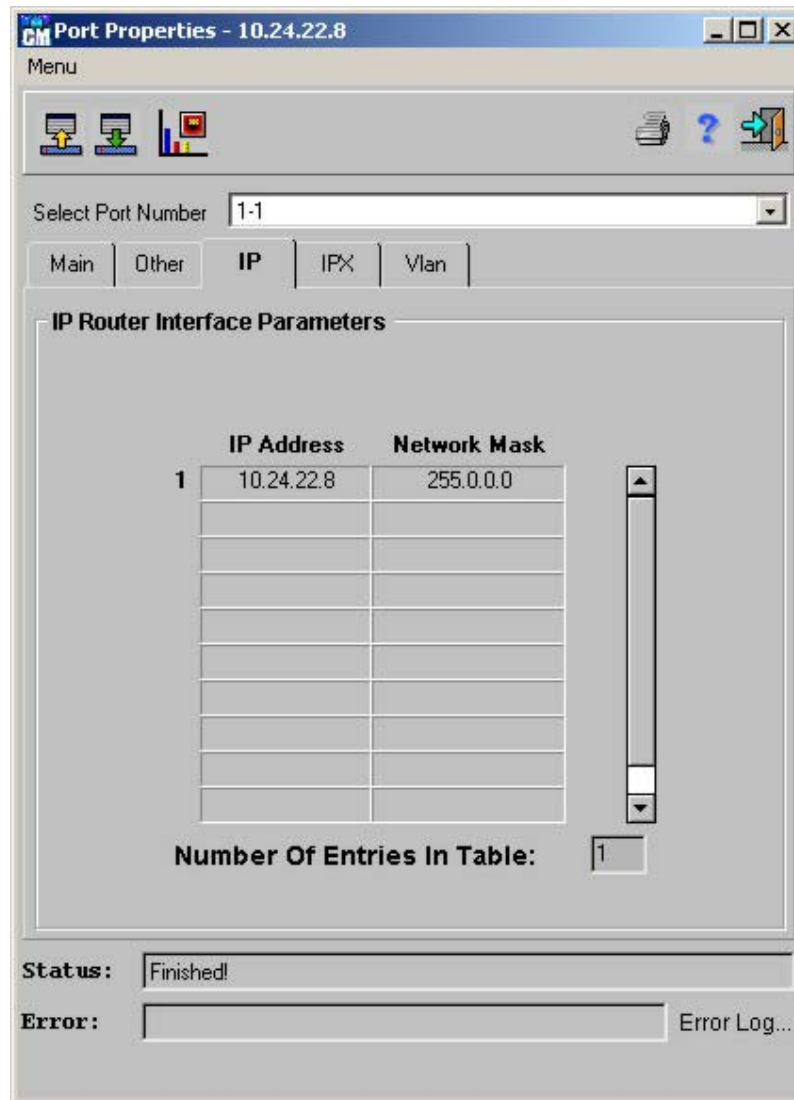 CM Port Properties - 10.24.22.8
Menu
?
Select Port Number 1-1
Main Other IP IPX Vlan
IP Router Interface Parameters
IP Address Network Mask
1 10.24.22.8 255.0.0.0
Number Of Entries In Table: 1
Status: Finished!
Error: Error Log...